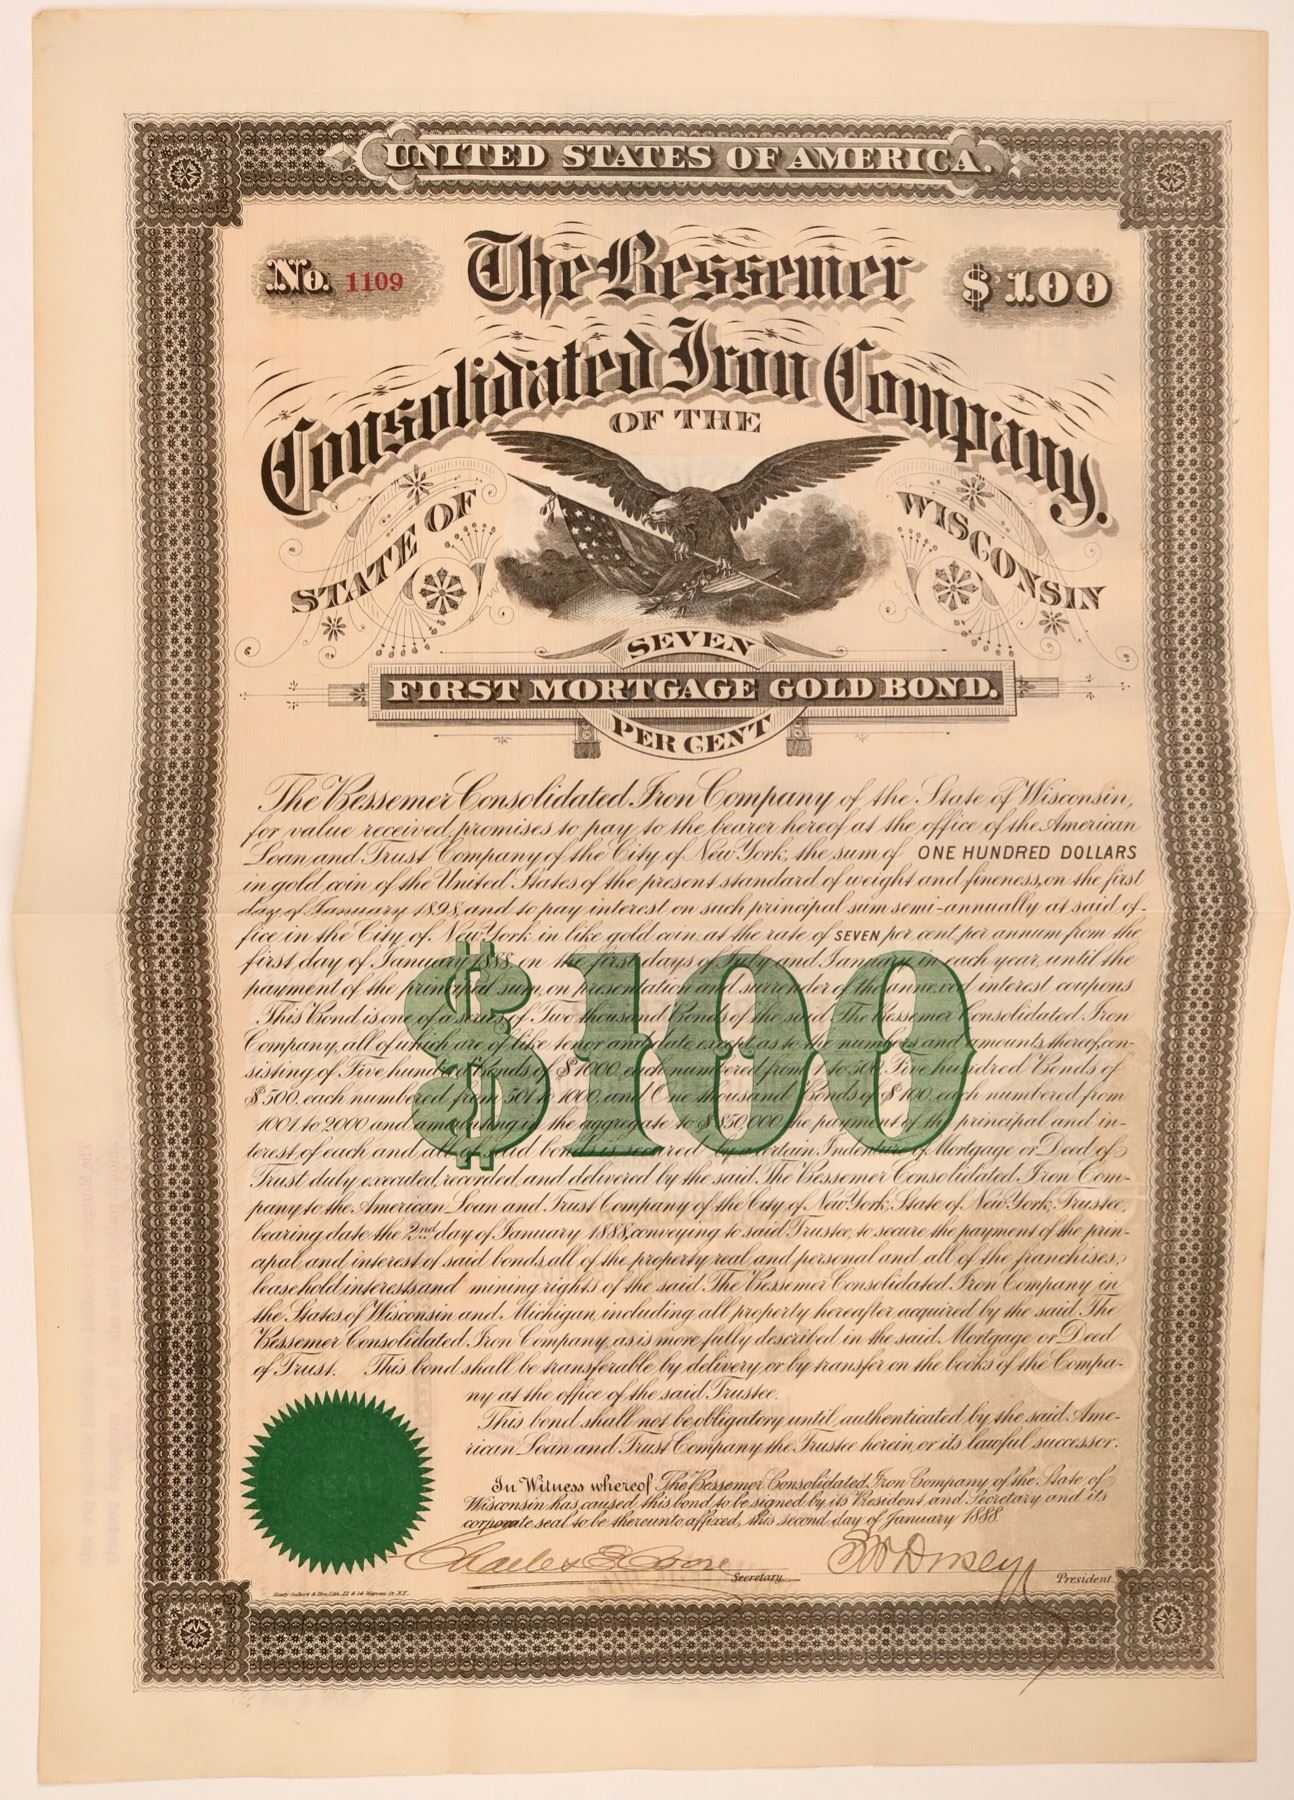 UNITED STATES OF AMERICA.
No. 1109
The Bessemer
$100
Consolidated Iron Company.
OF THE
STATE OF
WISCONSIN
SEVEN
FIRST MORTGAGE GOLD BOND.
PER CENT
The Bessemer Consolidated Iron Company of the State of Wisconsin,
for value received, promises to pay to the bearer hereof at the office of the American
Loan and Trust Company of the City of New York, the sum of ONE HUNDRED DOLLARS
in gold coin of the United States of the present standard of weight and fineness, on the first
day of January 1898, and to pay interest on such principal sum semi-annually at said of-
fice in the City of New York in like gold coin, at the rate of SEVEN per cent. per annum from the
first day of January 1888, on the first days of July and January in each year, until the
payment of the principal sum, on presentation and surrender of the annexed interest coupons
$100
This Bond is one of a series of Two thousand Bonds of the said The Bessemer Consolidated Iron
Company, all of which are of like tenor and date, except as to the numbers and amounts thereof, con-
sisting of Five hundred Bonds of $1000, each numbered from 1 to 500, Five hundred Bonds of
$500, each numbered from 501 to 1000, and One thousand Bonds of $100, each numbered from
1001 to 2000 and amounting in the aggregate to $850,000, the payment of the principal and in-
terest of each and all of said bonds is secured by a certain Indenture of Mortgage or Deed of
Trust duly executed, recorded, and delivered by the said The Bessemer Consolidated Iron Com-
pany to the American Loan and Trust Company of the City of New York, State of New York, Trustee,
bearing date the 2nd day of January 1888, conveying to said Trustee, to secure the payment of the prin-
cipal and interest of said bonds, all of the property real and personal and all of the franchises,
leasehold interests and mining rights of the said The Bessemer Consolidated Iron Company in
the States of Wisconsin and Michigan, including all property hereafter acquired by the said The
Bessemer Consolidated Iron Company, as is more fully described in the said Mortgage or Deed
of Trust. This bond shall be transferable by delivery or by transfer on the books of the Compa-
ny at the office of the said Trustee.
This bond shall not be obligatory until authenticated by the said Ame-
rican Loan and Trust Company the Trustee herein, or its lawful successor.
In Witness whereof The Bessemer Consolidated Iron Company of the State of
Wisconsin has caused this bond to be signed by its President and Secretary and its
corporate seal to be thereunto affixed, this second day of January 1888.
Charles E. Coone
Secretary
SW Dorsey
President
Henry Seibert & Bro. Lith. 12 & 14 Warren St. N.Y.